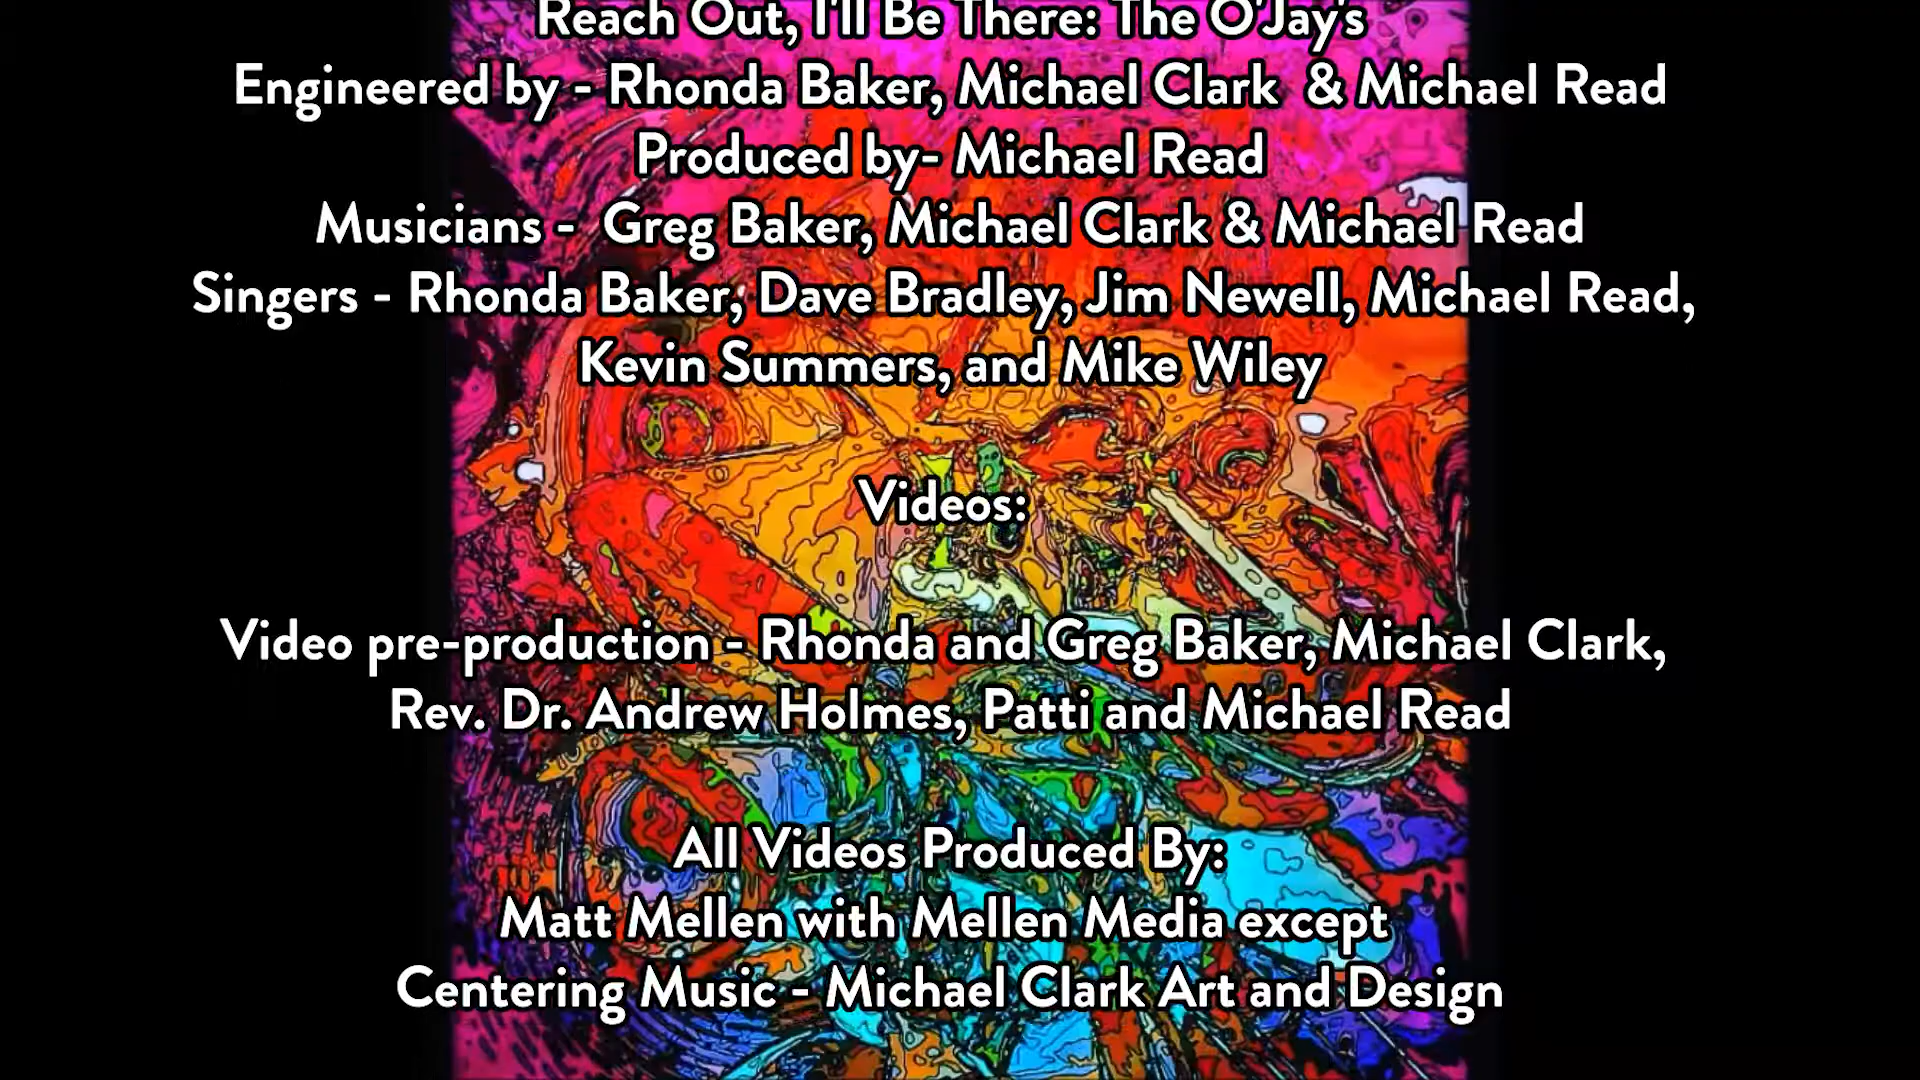 Reach Out, I'll Be There: The O'Jay's
Engineered by - Rhonda Baker, Michael Clark & Michael Read
Produced by- Michael Read
Musicians - Greg Baker, Michael Clark & Michael Read
Singers - Rhonda Baker, Dave Bradley, Jim Newell, Michael Read,
Kevin Summers, and Mike Wiley
Videos:
Video pre-production - Rhonda and Greg Baker, Michael Clark,
Rev. Dr. Andrew Holmes, Patti and Michael Read
All Videos Produced By:
Matt Mellen with Mellen Media except
Centering Music - Michael Clark Art and Design